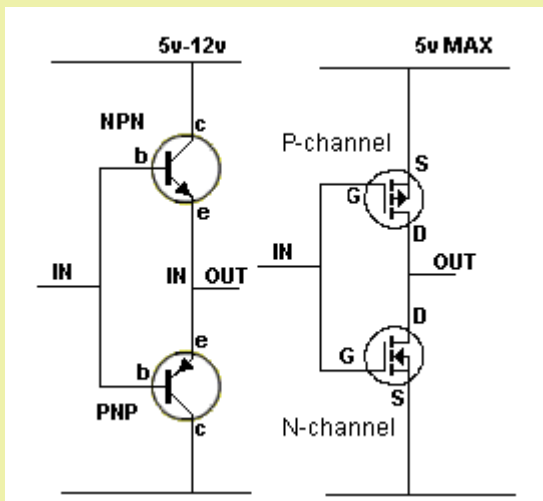 5v-12v
NPN
c
b
e
IN
IN OUT
e
b
PNP
c
5v MAX
P-channel
S
G
D
IN
OUT
D
G
S
N-channel